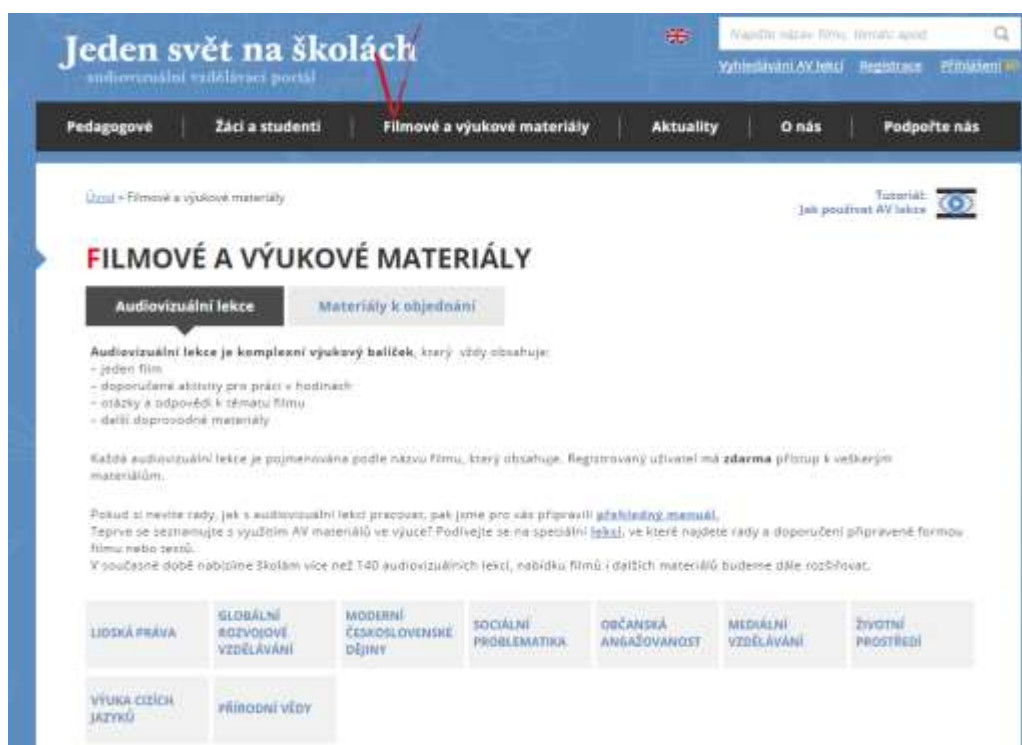 Jeden svět na školách
audiovizuální vzdělávací portál
Napište název filmu, tématu apod.
Vyhledávání AV lekcí Registrace Přihlášení
Pedagogové Žáci a studenti Filmové a výukové materiály Aktuality O nás Podpořte nás
Úvod » Filmové a výukové materiály
Tutoriál:
Jak používat AV lekce
FILMOVÉ A VÝUKOVÉ MATERIÁLY
Audiovizuální lekce Materiály k objednání
Audiovizuální lekce je komplexní výukový balíček, který vždy obsahuje:
– jeden film
– doporučené aktivity pro práci v hodinách
– otázky a odpovědi k tématu filmu
– další doprovodné materiály
Každá audiovizuální lekce je pojmenována podle názvu filmu, který obsahuje. Registrovaný uživatel má zdarma přístup k veškerým
materiálům.
Pokud si nevíte rady, jak s audiovizuální lekcí pracovat, pak jsme pro vás připravili přehledný manuál.
Teprve se seznamujte s využitím AV materiálů ve výuce? Podívejte se na speciální lekci, ve které najdete rady a doporučení připravené formou
filmu nebo textů.
V současné době nabízíme školám více než 140 audiovizuálních lekcí, nabídku filmů i dalších materiálů budeme dále rozšiřovat.
LIDSKÁ PRÁVA
GLOBÁLNÍ
ROZVOJOVÉ
VZDĚLÁVÁNÍ
MODERNÍ
ČESKOSLOVENSKÉ
DĚJINY
SOCIÁLNÍ
PROBLEMATIKA
OBČANSKÁ
ANGAŽOVANOST
MEDIÁLNÍ
VZDĚLÁVÁNÍ
ŽIVOTNÍ
PROSTŘEDÍ
VÝUKA CIZÍCH
JAZYKŮ
PŘÍRODNÍ VĚDY